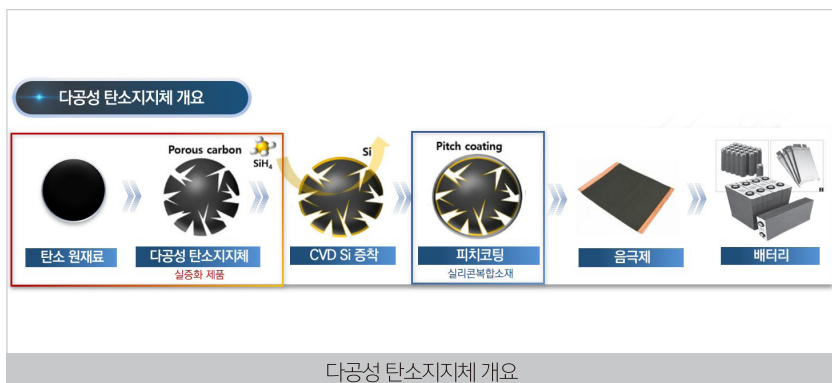 다공성 탄소지지체 개요
Porous carbon
SiH₄
Si
Pitch coating
탄소 원재료
다공성 탄소지지체
CVD Si 증착
피치코팅
음극제
배터리
실증화 제품
실리콘복합소재
다공성 탄소지지체 개요